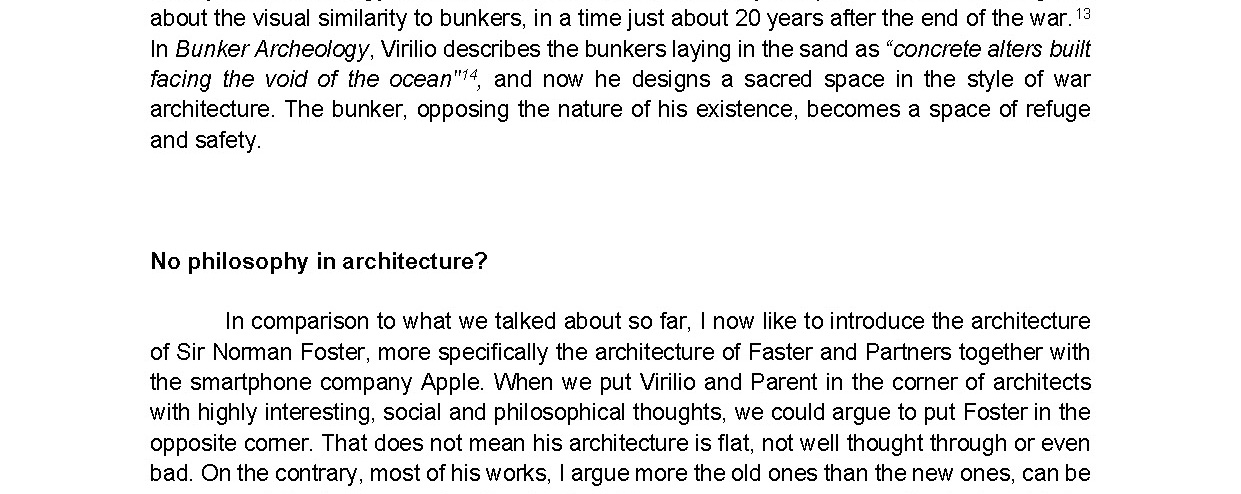 about the visual similarity to bunkers, in a time just about 20 years after the end of the war.13
In Bunker Archeology, Virilio describes the bunkers laying in the sand as “concrete alters built
facing the void of the ocean"14, and now he designs a sacred space in the style of war
architecture. The bunker, opposing the nature of his existence, becomes a space of refuge
and safety.
No philosophy in architecture?
In comparison to what we talked about so far, I now like to introduce the architecture
of Sir Norman Foster, more specifically the architecture of Faster and Partners together with
the smartphone company Apple. When we put Virilio and Parent in the corner of architects
with highly interesting, social and philosophical thoughts, we could argue to put Foster in the
opposite corner. That does not mean his architecture is flat, not well thought through or even
bad. On the contrary, most of his works, I argue more the old ones than the new ones, can be